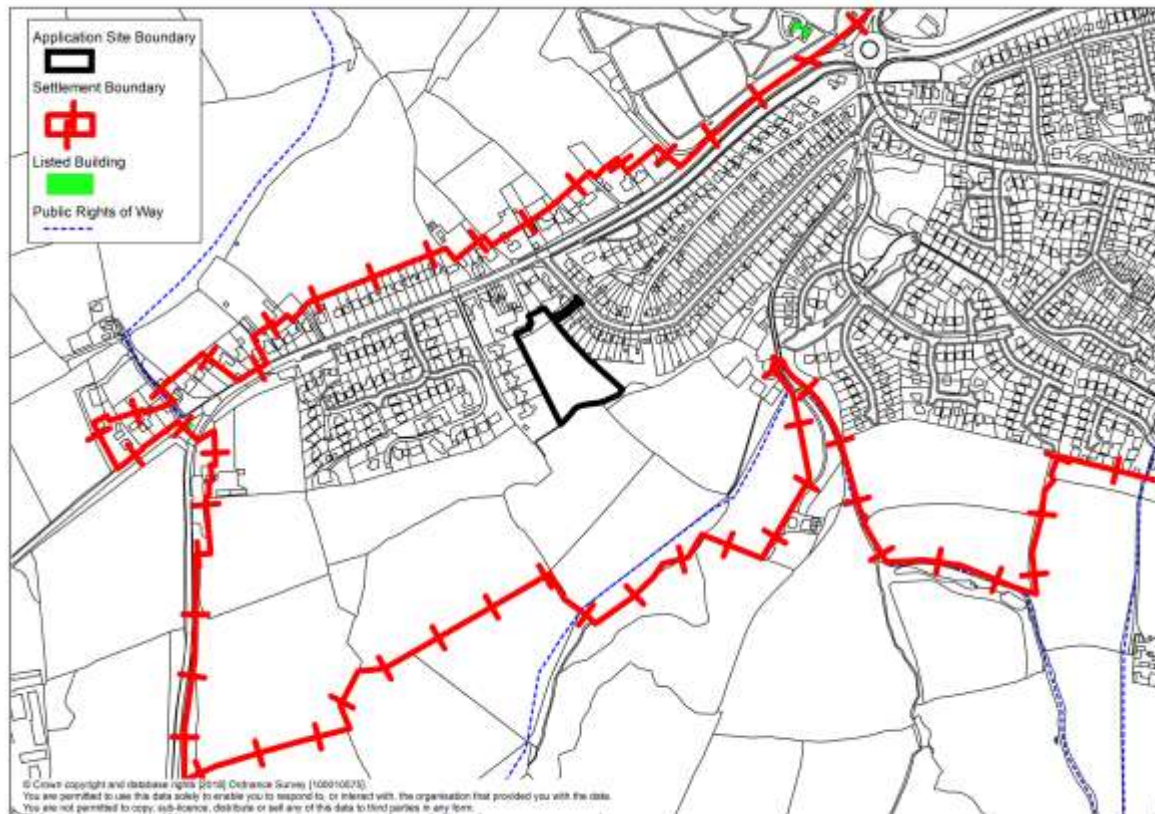 Application Site Boundary
Settlement Boundary
Listed Building
Public Rights of Way
© Crown copyright and database rights [2018] Ordnance Survey [100010075].
You are permitted to use this data solely to enable you to respond to, or interact with, the organisation that provided you with the data.
You are not permitted to copy, sub-licence, distribute or sell any of this data to third parties in any form.